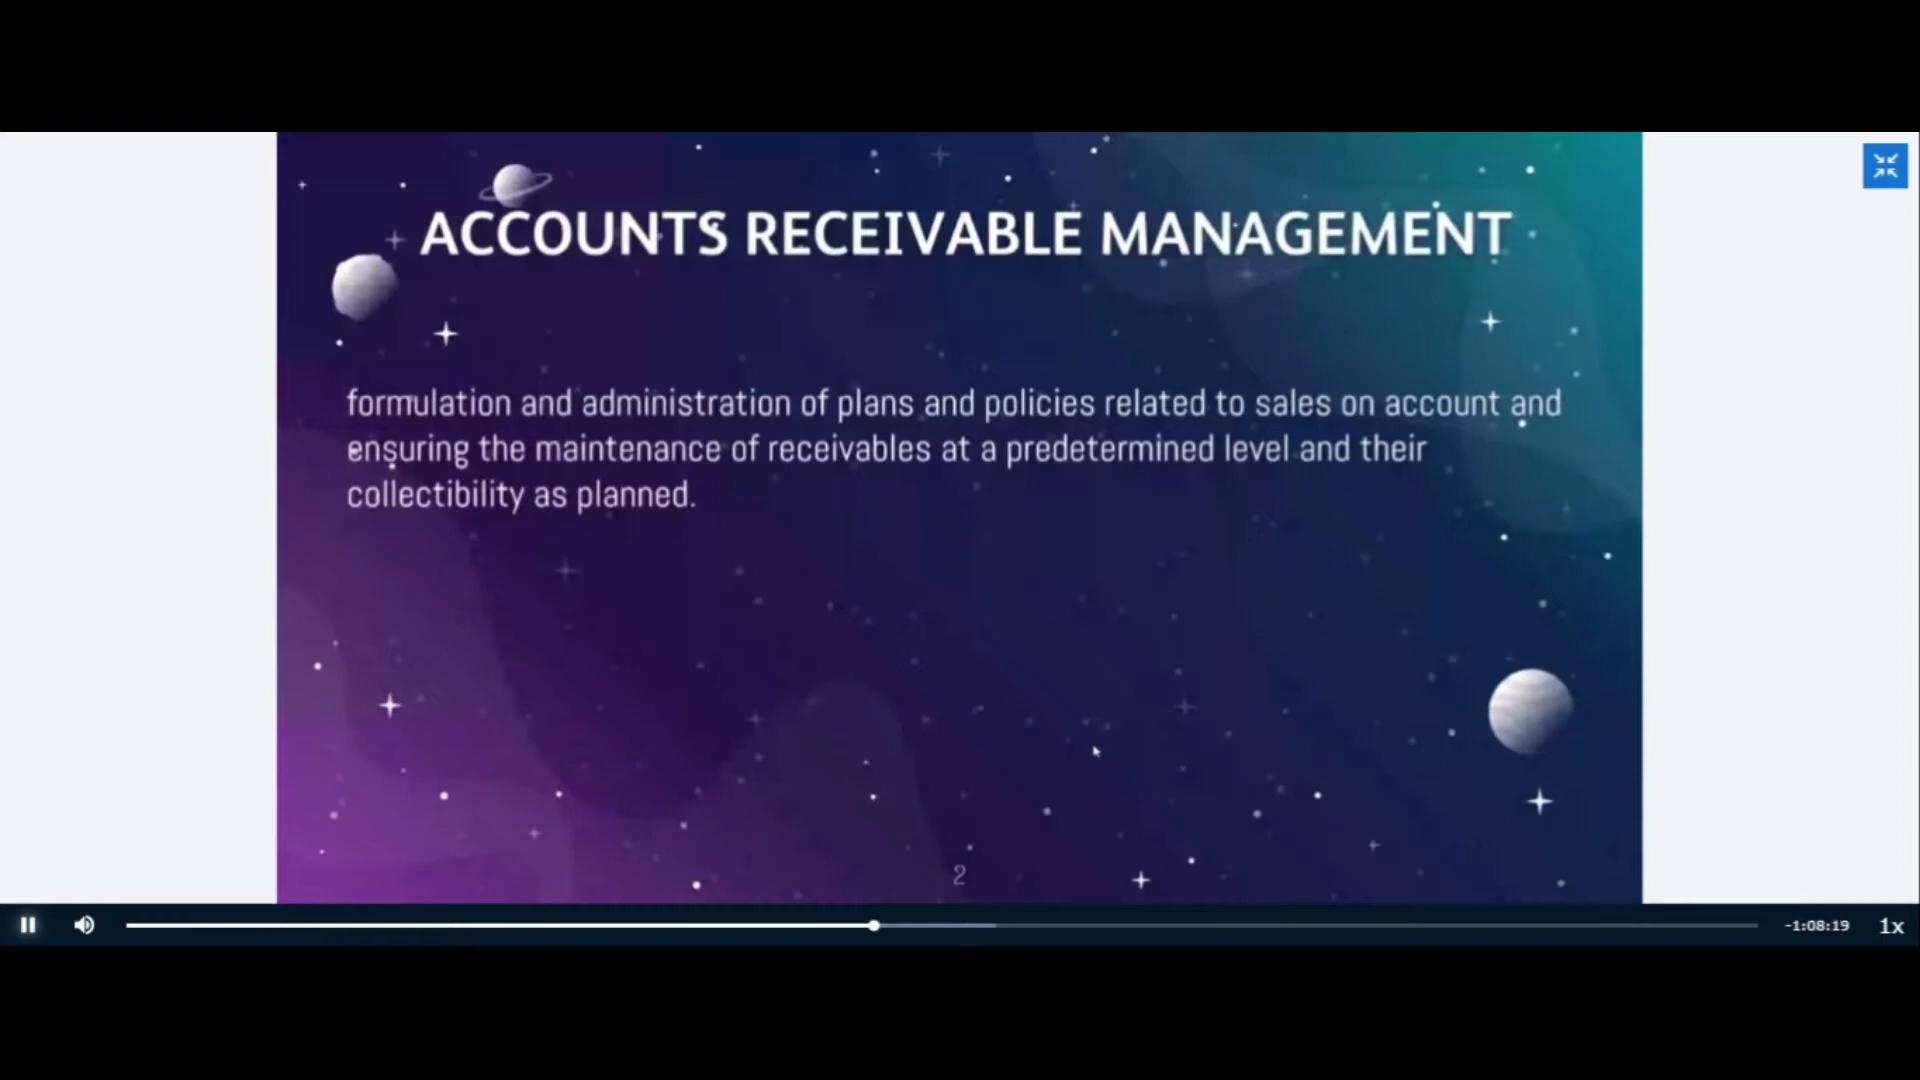 ACCOUNTS RECEIVABLE MANAGEMENT
formulation and administration of plans and policies related to sales on account and
ensuring the maintenance of receivables at a predetermined level and their
collectibility as planned.
2
-1:08:19
1x